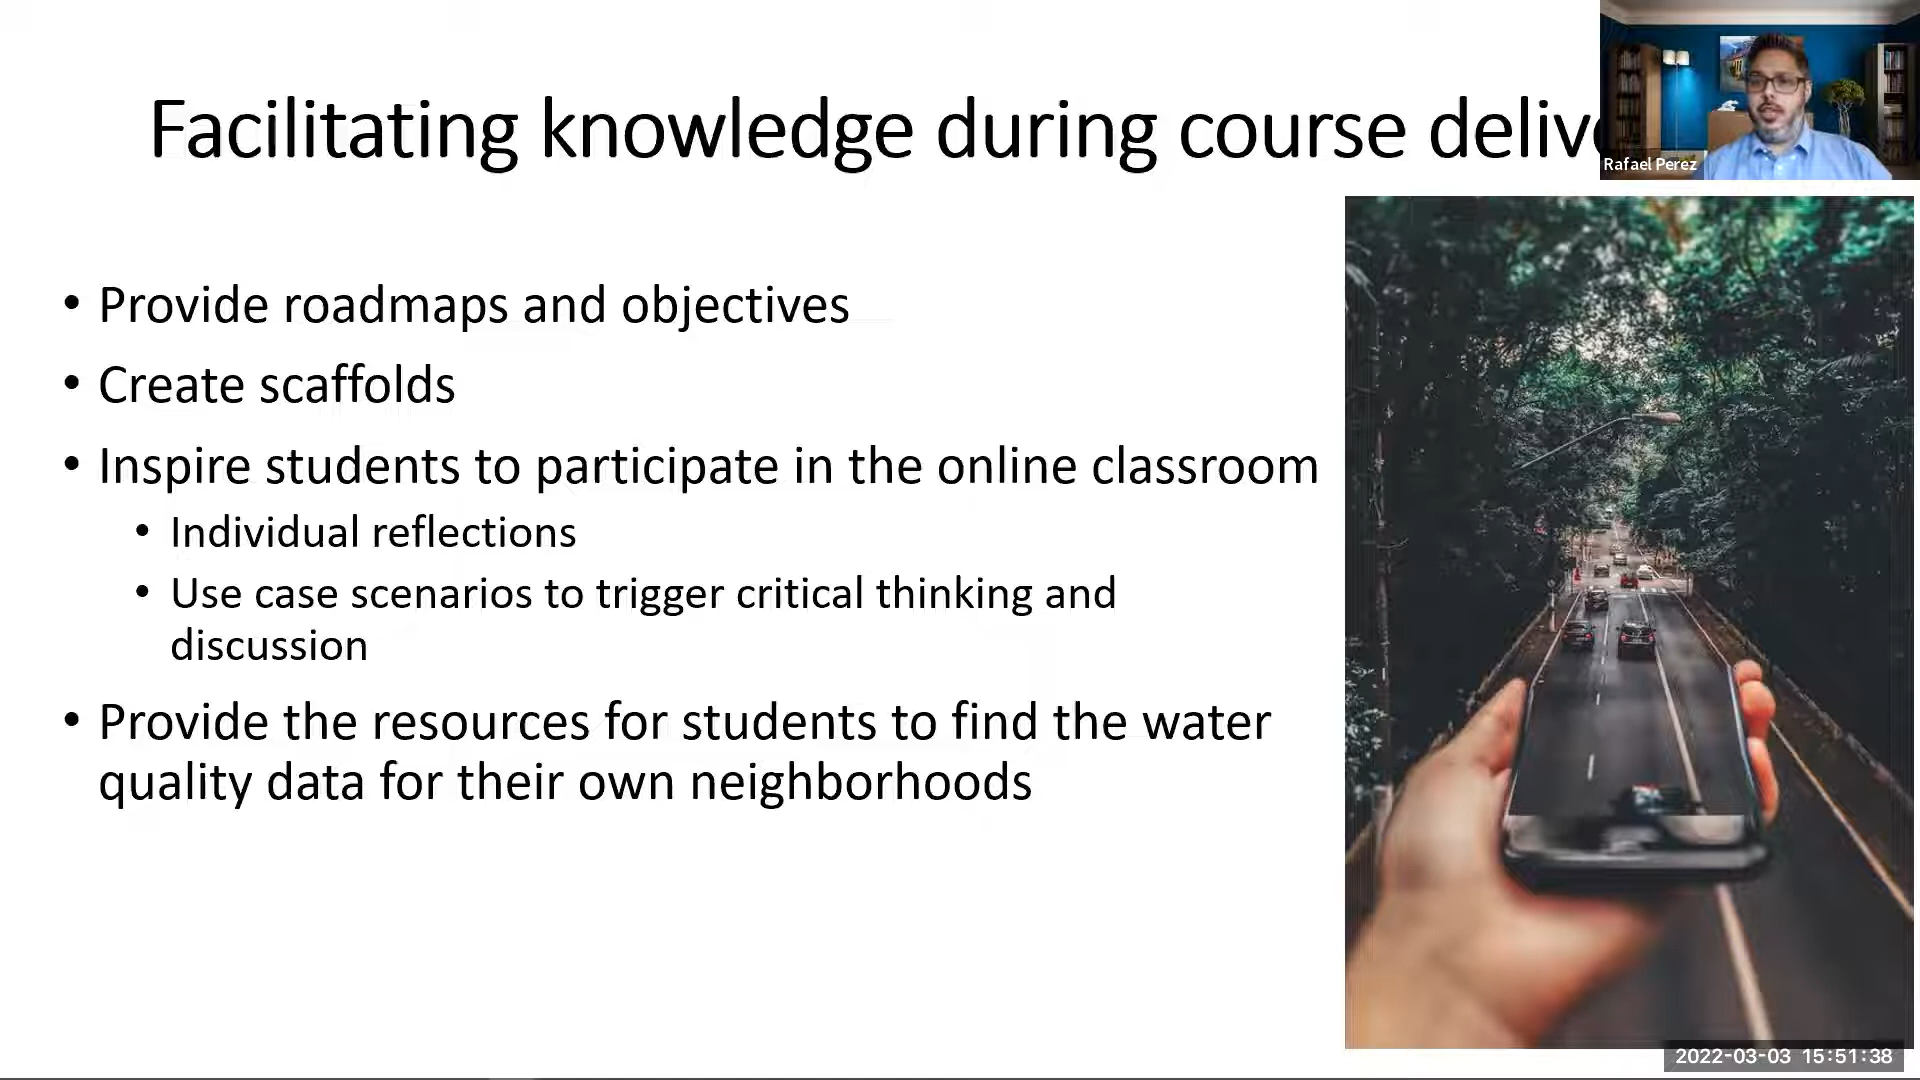 Facilitating knowledge during course
Rafael Perez
• Provide roadmaps and objectives
• Create scaffolds
• Inspire students to participate in the online classroom
• Individual reflections
• Use case scenarios to trigger critical thinking and
discussion
• Provide the resources for students to find the water
quality data for their own neighborhoods
2022-03-03 15:51:38